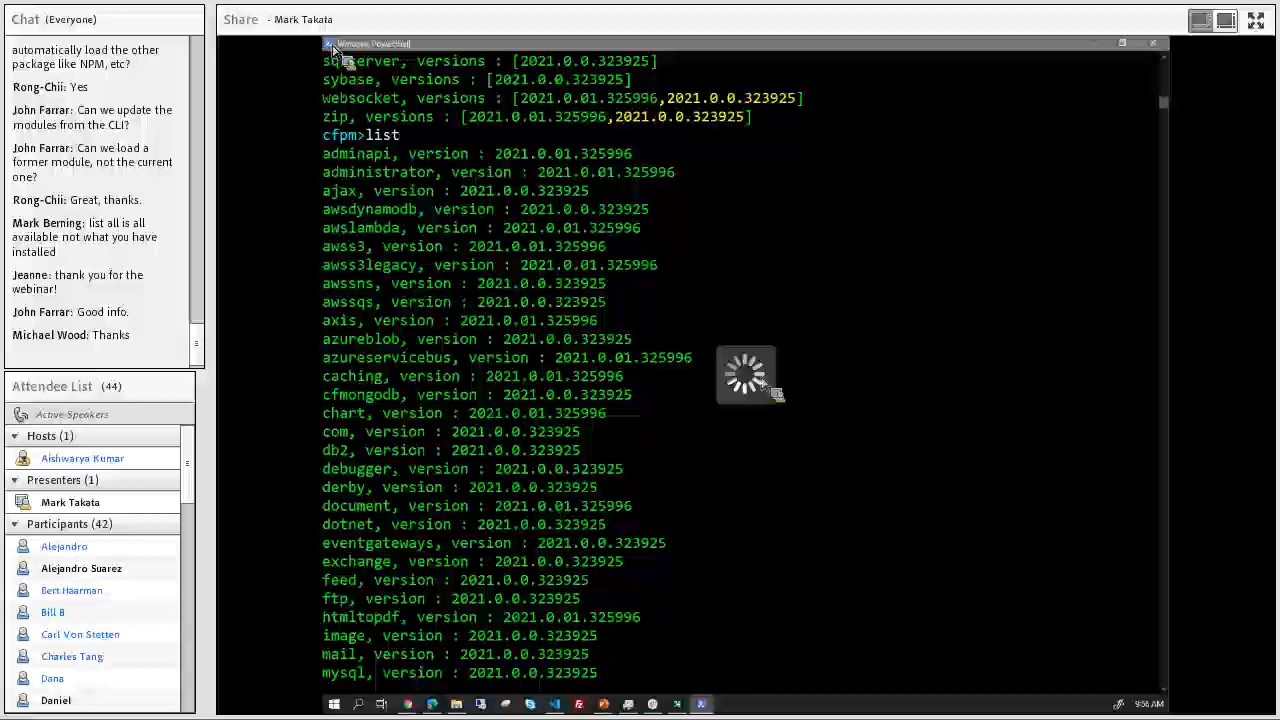 Chat (Everyone)
automatically load the other
package like NPM, etc?
Rong-Chii: Yes
John Farrar: Can we update the
modules from the CLI?
John Farrar: Can we load a
former module, not the current
one?
Rong-Chii: Great, thanks.
Mark Berning: list all is all
available not what you have
installed
Jeanne: thank you for the
webinar!
John Farrar: Good info.
Michael Wood: Thanks
Attendee List (44)
Active Speakers
Hosts (1)
Aishwarya Kumar
Presenters (1)
Mark Takata
Participants (42)
Alejandro
Alejandro Suarez
Bert Haarman
Bill B
Carl Von Stetten
Charles Tang
Dana
Daniel
Share - Mark Takata
Windows PowerShell
sqlserver, versions : [2021.0.0.323925]
sybase, versions : [2021.0.0.323925]
websocket, versions : [2021.0.01.325996,2021.0.0.323925]
zip, versions : [2021.0.01.325996,2021.0.0.323925]
cfpm>list
adminapi, version : 2021.0.01.325996
administrator, version : 2021.0.01.325996
ajax, version : 2021.0.0.323925
awsdynamodb, version : 2021.0.0.323925
awslambda, version : 2021.0.01.325996
awss3, version : 2021.0.01.325996
awss3legacy, version : 2021.0.01.325996
awssns, version : 2021.0.0.323925
awssqs, version : 2021.0.0.323925
axis, version : 2021.0.01.325996
azureblob, version : 2021.0.0.323925
azureservicebus, version : 2021.0.01.325996
caching, version : 2021.0.01.325996
cfmongodb, version : 2021.0.0.323925
chart, version : 2021.0.01.325996
com, version : 2021.0.0.323925
db2, version : 2021.0.0.323925
debugger, version : 2021.0.0.323925
derby, version : 2021.0.0.323925
document, version : 2021.0.01.325996
dotnet, version : 2021.0.0.323925
eventgateways, version : 2021.0.0.323925
exchange, version : 2021.0.0.323925
feed, version : 2021.0.0.323925
ftp, version : 2021.0.0.323925
htmltopdf, version : 2021.0.01.325996
image, version : 2021.0.0.323925
mail, version : 2021.0.0.323925
mysql, version : 2021.0.0.323925
9:56 AM